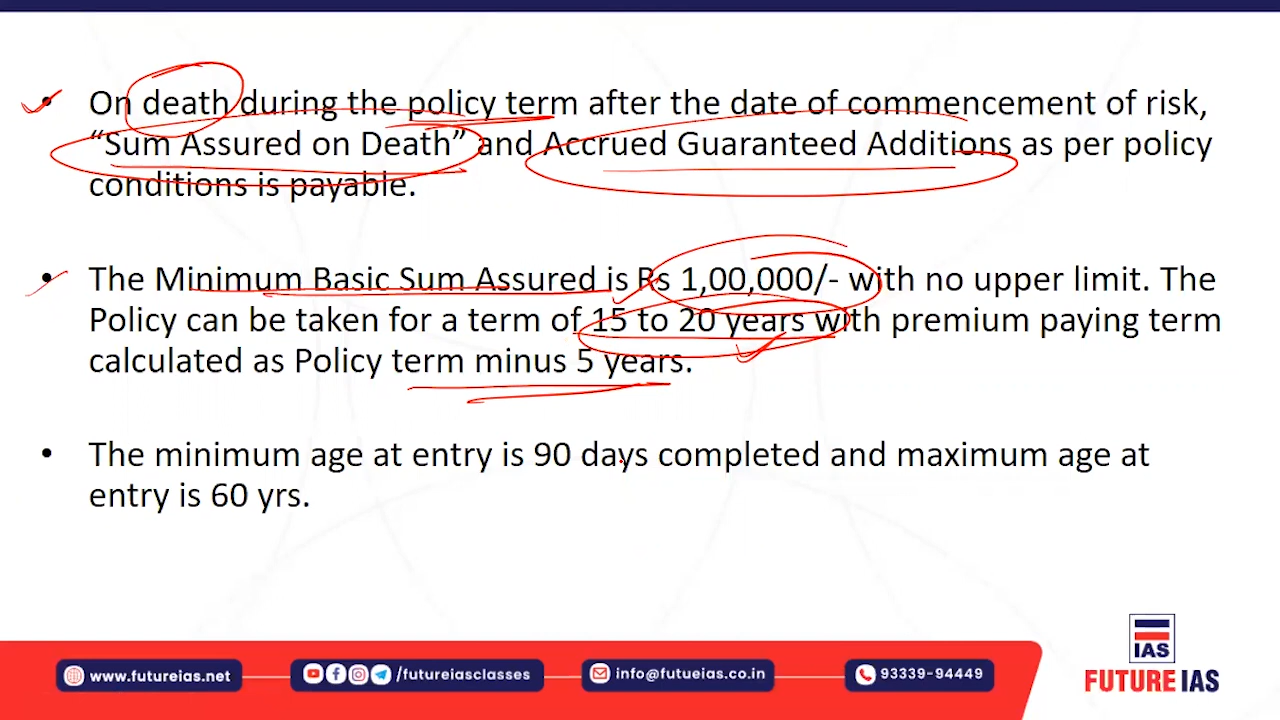 • On death during the policy term after the date of commencement of risk,
“Sum Assured on Death” and Accrued Guaranteed Additions as per policy
conditions is payable.
• The Minimum Basic Sum Assured is Rs 1,00,000/- with no upper limit. The
Policy can be taken for a term of 15 to 20 years with premium paying term
calculated as Policy term minus 5 years.
• The minimum age at entry is 90 days completed and maximum age at
entry is 60 yrs.
IAS
www.futureias.net
/futureiasclasses
info@futueias.co.in
93339-94449
FUTURE IAS